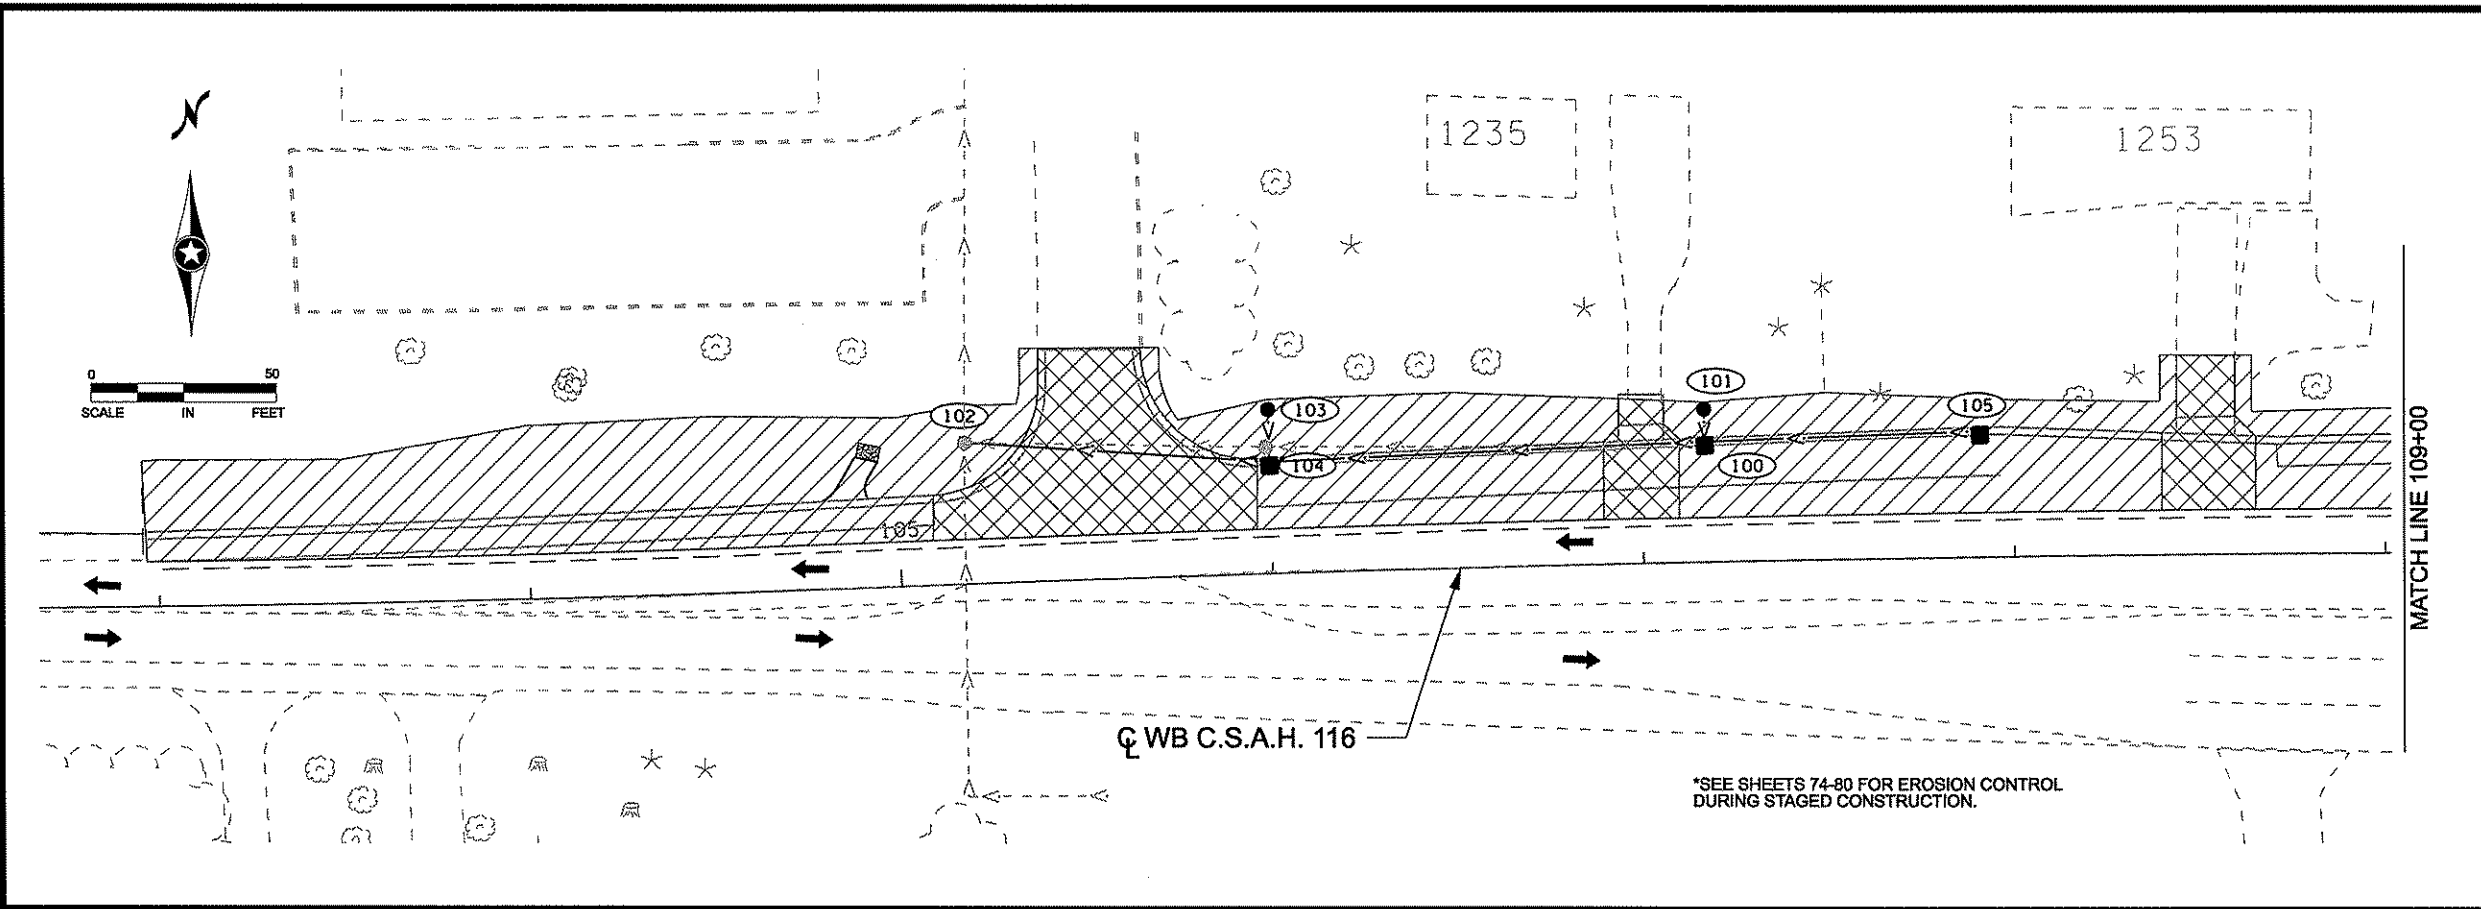 N
1235
1253
0 50
SCALE IN FEET
101
102
103
105
104
100
105
MATCH LINE 109+00
℄ WB C.S.A.H. 116
*SEE SHEETS 74-80 FOR EROSION CONTROL
DURING STAGED CONSTRUCTION.